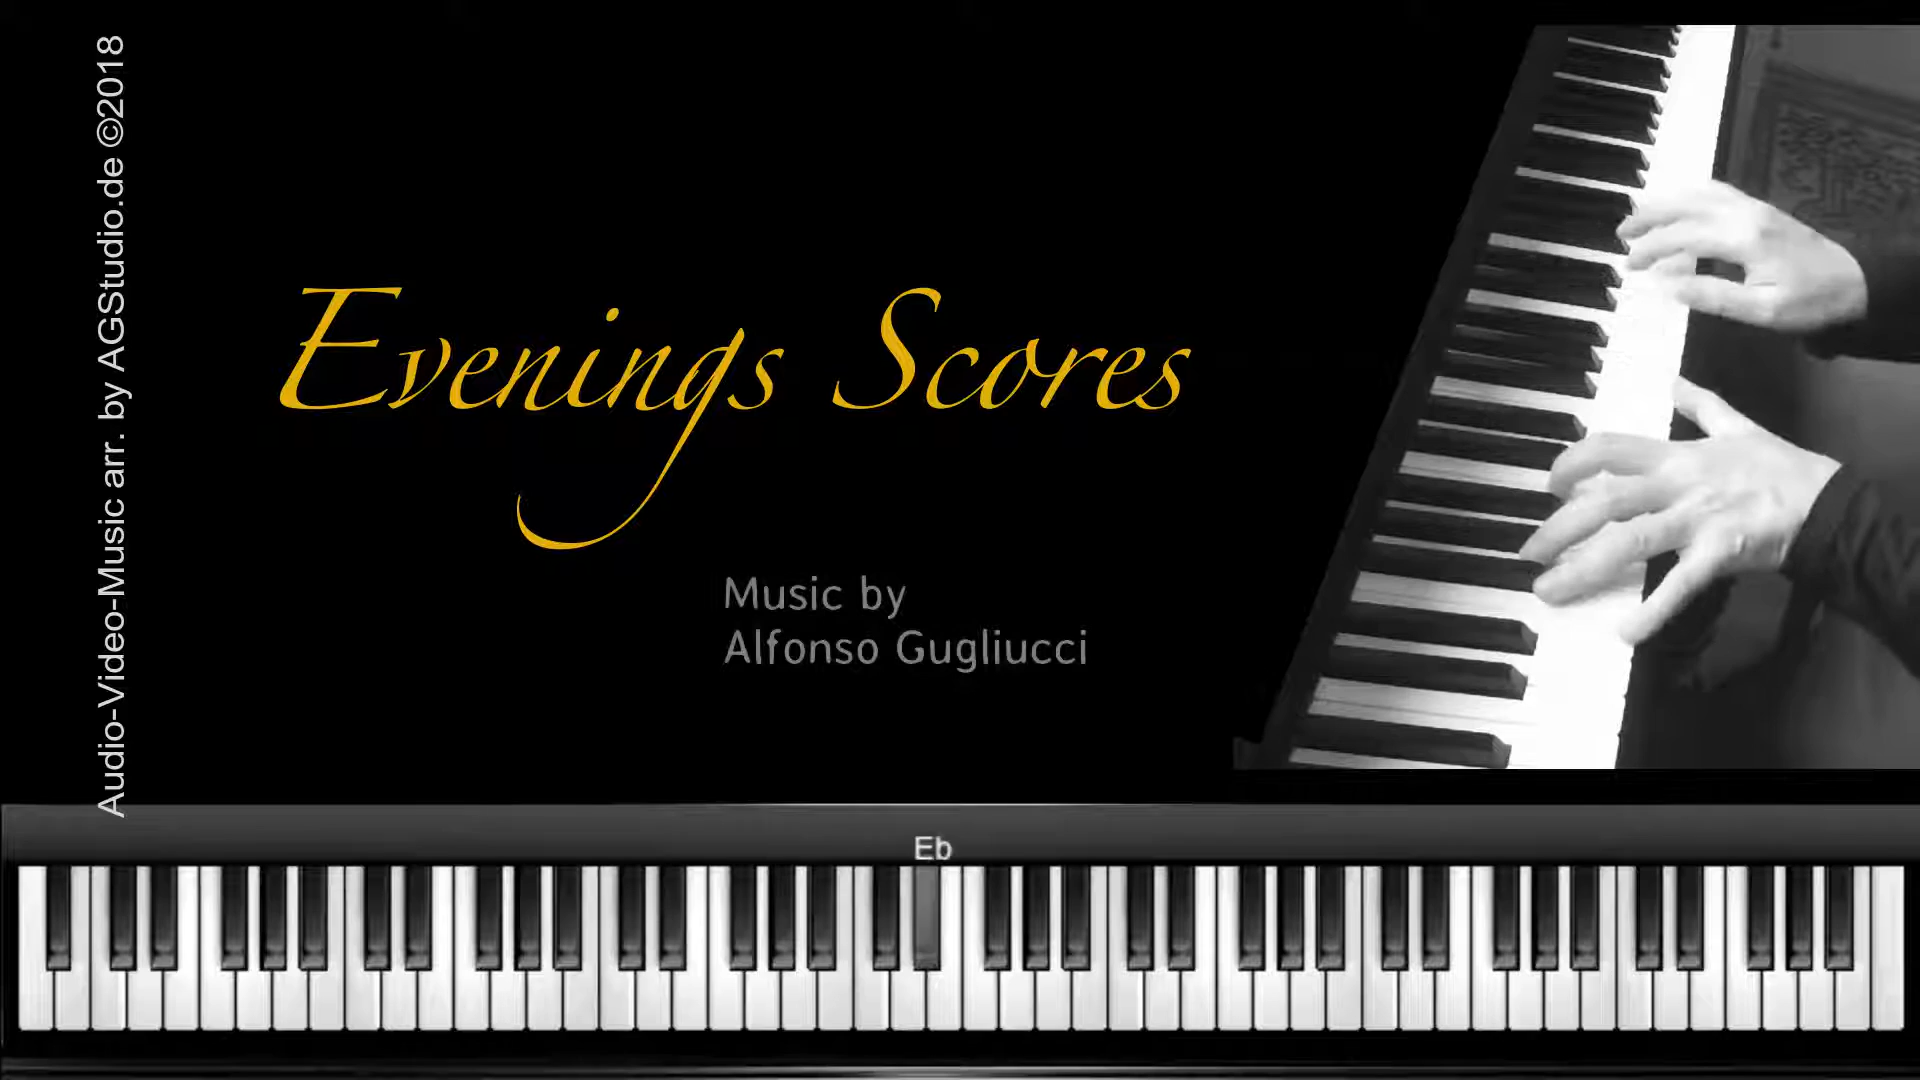 Audio-Video-Music arr. by AGStudio.de ©2018
Evenings Scores
Music by
Alfonso Gugliucci
Eb